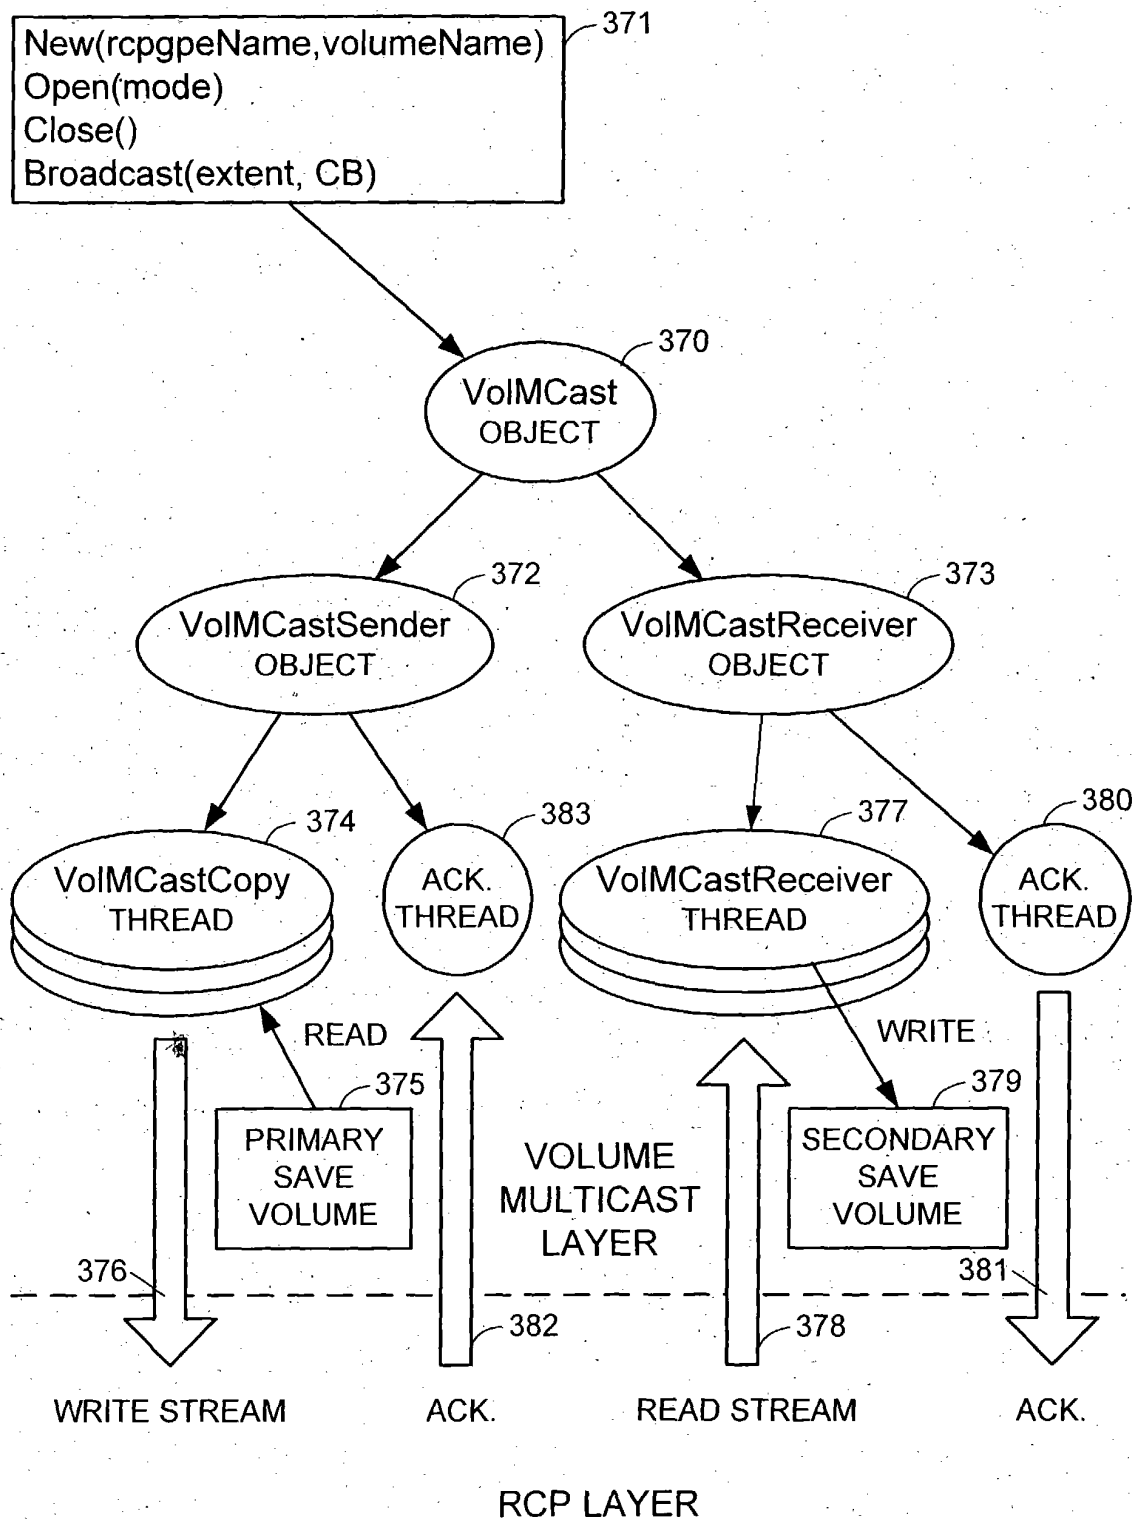 New(rcpgpeName,volumeName)
Open(mode)
Close()
Broadcast(extent, CB)
371
370
VolMCast
OBJECT
372
VolMCastSender
OBJECT
373
VolMCastReceiver
OBJECT
374
VolMCastCopy
THREAD
383
ACK.
THREAD
377
VolMCastReceiver
THREAD
380
ACK.
THREAD
READ
WRITE
375
PRIMARY
SAVE
VOLUME
379
SECONDARY
SAVE
VOLUME
VOLUME
MULTICAST
LAYER
376
382
378
381
WRITE STREAM
ACK.
READ STREAM
ACK.
RCP LAYER